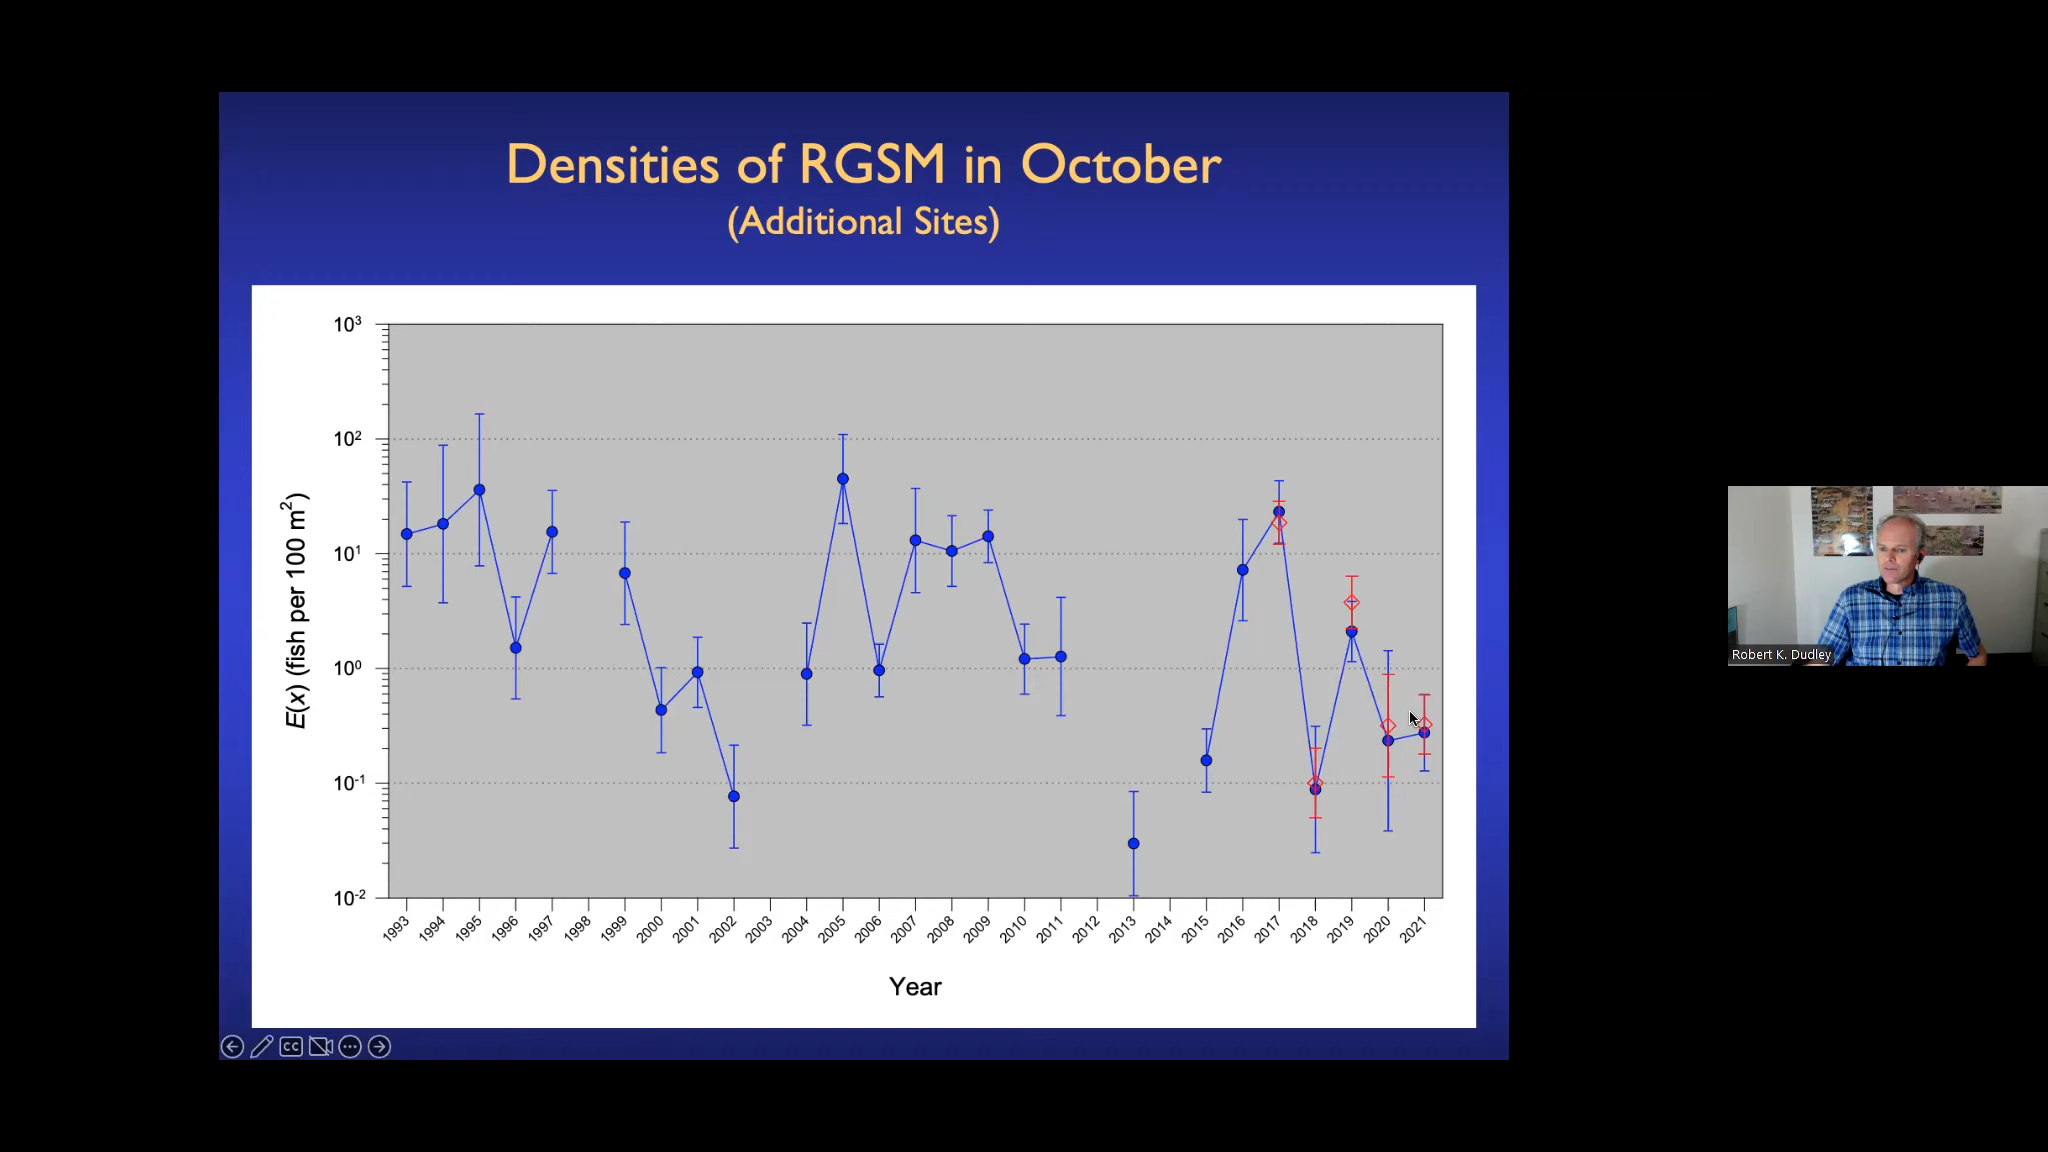 Densities of RGSM in October
(Additional Sites)
10³
10²
10¹
10⁰
10⁻¹
10⁻²
E(x) (fish per 100 m²)
1993 1994 1995 1996 1997 1998 1999 2000 2001 2002 2003 2004 2005 2006 2007 2008 2009 2010 2011 2012 2013 2014 2015 2016 2017 2018 2019 2020 2021
Year
CC
Robert K. Dudley